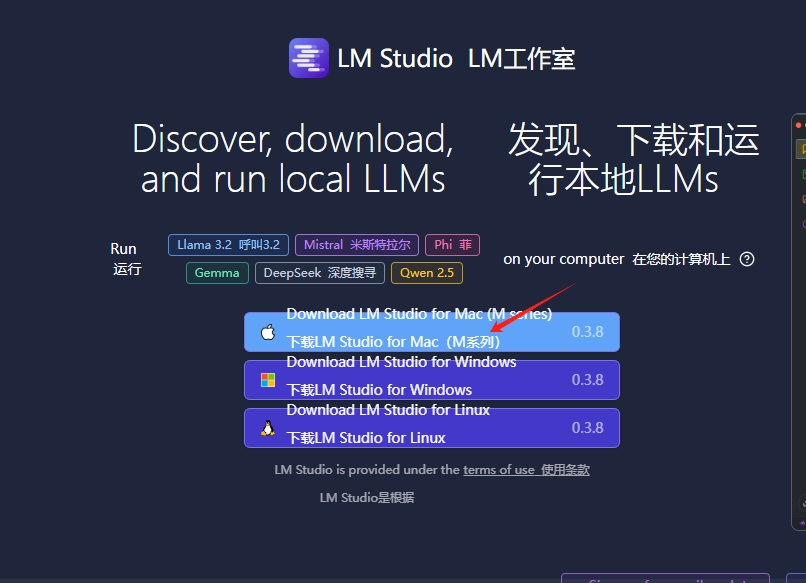 LM Studio LM工作室
Discover, download,
and run local LLMs
发现、下载和运
行本地LLMs
Run
运行
Llama 3.2 呼叫3.2
Mistral 米斯特拉尔
Phi 菲
Gemma
DeepSeek 深度搜寻
Qwen 2.5
on your computer 在您的计算机上
Download LM Studio for Mac (M series)
下载LM Studio for Mac（M系列）
0.3.8
Download LM Studio for Windows
下载LM Studio for Windows
0.3.8
Download LM Studio for Linux
下载LM Studio for Linux
0.3.8
LM Studio is provided under the terms of use 使用条款
LM Studio是根据